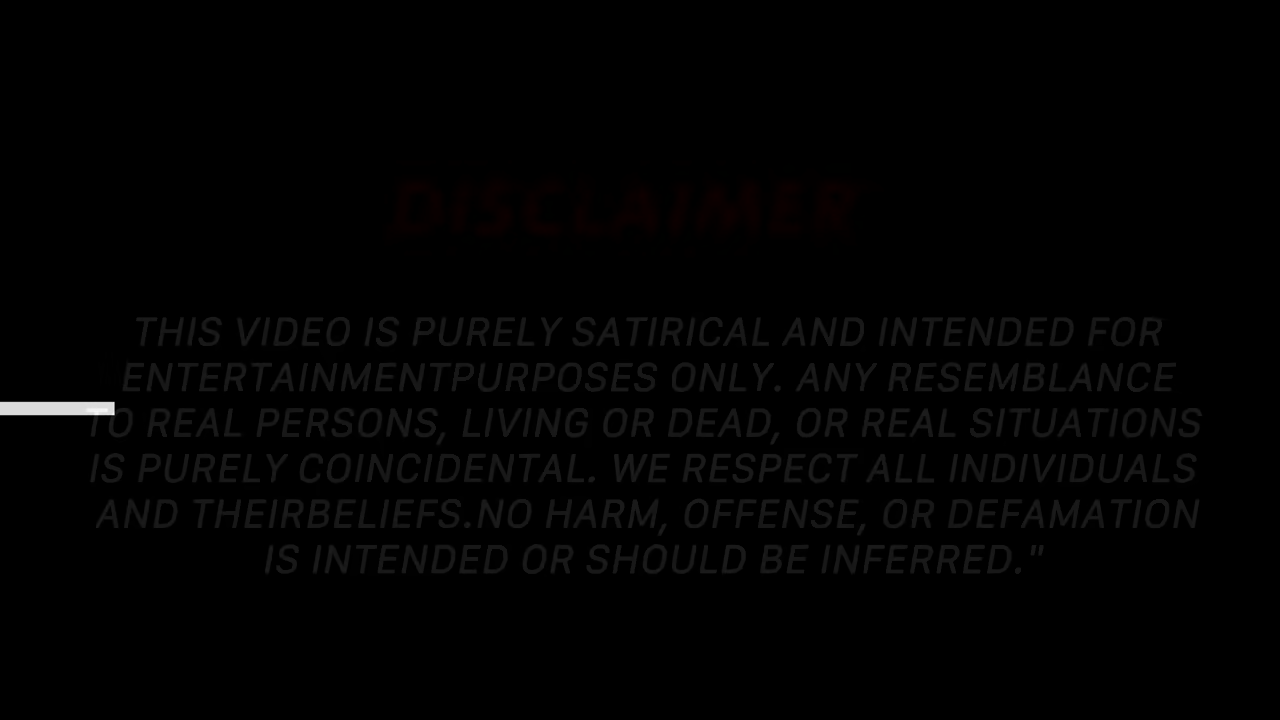 DISCLAIMER
THIS VIDEO IS PURELY SATIRICAL AND INTENDED FOR
ENTERTAINMENTPURPOSES ONLY. ANY RESEMBLANCE
TO REAL PERSONS, LIVING OR DEAD, OR REAL SITUATIONS
IS PURELY COINCIDENTAL. WE RESPECT ALL INDIVIDUALS
AND THEIRBELIEFS.NO HARM, OFFENSE, OR DEFAMATION
IS INTENDED OR SHOULD BE INFERRED."